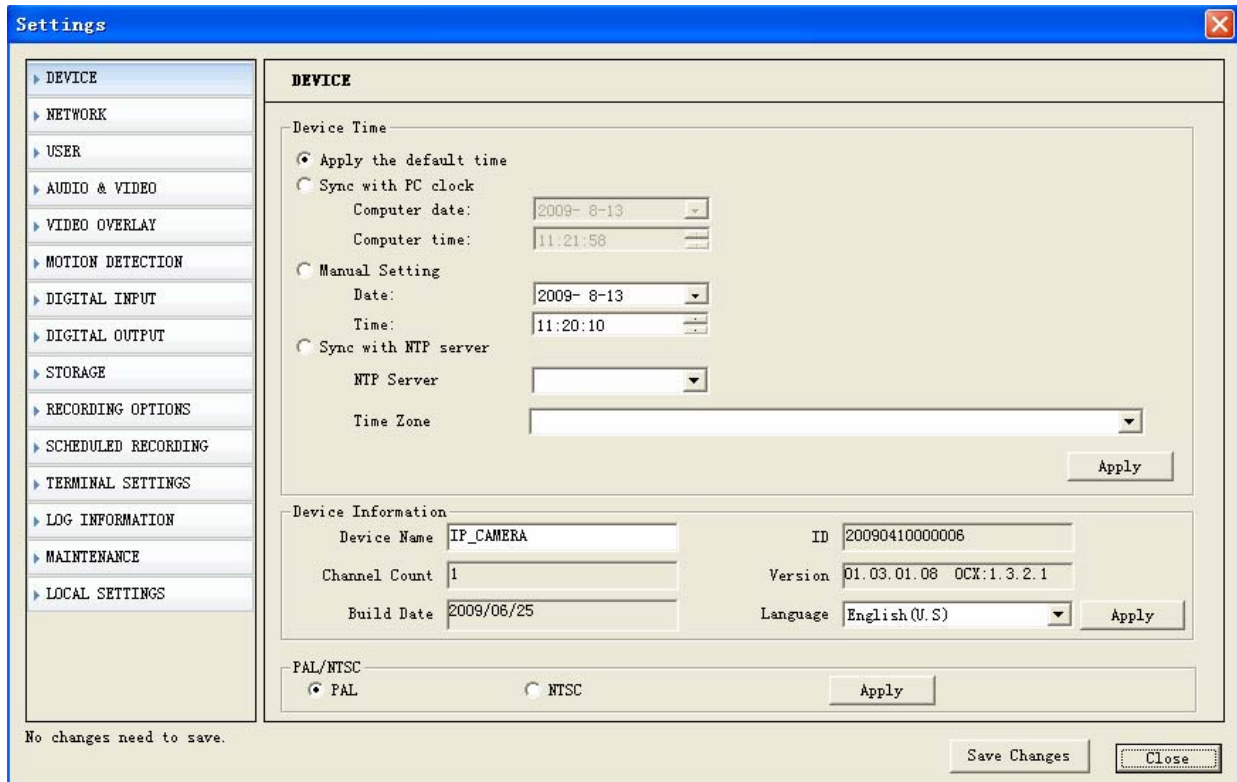 Settings
DEVICE
NETWORK
USER
AUDIO & VIDEO
VIDEO OVERLAY
MOTION DETECTION
DIGITAL INPUT
DIGITAL OUTPUT
STORAGE
RECORDING OPTIONS
SCHEDULED RECORDING
TERMINAL SETTINGS
LOG INFORMATION
MAINTENANCE
LOCAL SETTINGS
DEVICE
Device Time
Apply the default time
Sync with PC clock
Computer date: 2009- 8-13
Computer time: 11:21:58
Manual Setting
Date: 2009- 8-13
Time: 11:20:10
Sync with NTP server
NTP Server
Time Zone
Apply
Device Information
Device Name IP_CAMERA ID 20090410000006
Channel Count 1 Version 01.03.01.08 OCX:1.3.2.1
Build Date 2009/06/25 Language English(U.S) Apply
PAL/NTSC
PAL NTSC Apply
No changes need to save.
Save Changes Close